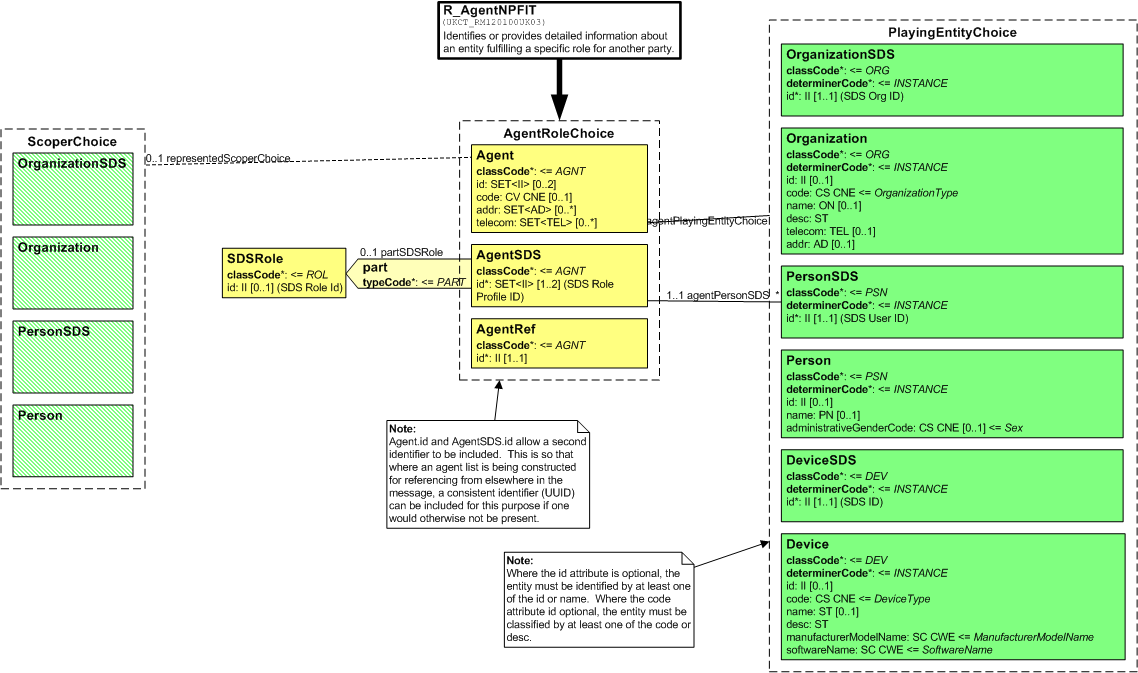 R_AgentNPFIT
(UKCT_RM120100UK03)
Identifies or provides detailed information about
an entity fulfilling a specific role for another party.
ScoperChoice
OrganizationSDS
Organization
PersonSDS
Person
0..1 representedScoperChoice
AgentRoleChoice
Agent
classCode*: <= AGNT
id: SET<II> [0..2]
code: CV CNE [0..1]
addr: SET<AD> [0..*]
telecom: SET<TEL> [0..*]
agentPlayingEntityChoice
SDSRole
classCode*: <= ROL
id: II [0..1] (SDS Role Id)
0..1 partSDSRole
part
typeCode*: <= PART
AgentSDS
classCode*: <= AGNT
id*: SET<II> [1..2] (SDS Role
Profile ID)
1..1 agentPersonSDS
*
AgentRef
classCode*: <= AGNT
id*: II [1..1]
Note:
Agent.id and AgentSDS.id allow a second
identifier to be included.  This is so that
where an agent list is being constructed
for referencing from elsewhere in the
message, a consistent identifier (UUID)
can be included for this purpose if one
would otherwise not be present.
Note:
Where the id attribute is optional, the
entity must be identified by at least one
of the id or name.  Where the code
attribute id optional, the entity must be
classified by at least one of the code or
desc.
PlayingEntityChoice
OrganizationSDS
classCode*: <= ORG
determinerCode*: <= INSTANCE
id*: II [1..1] (SDS Org ID)
Organization
classCode*: <= ORG
determinerCode*: <= INSTANCE
id: II [0..1]
code: CS CNE <= OrganizationType
name: ON [0..1]
desc: ST
telecom: TEL [0..1]
addr: AD [0..1]
PersonSDS
classCode*: <= PSN
determinerCode*: <= INSTANCE
id*: II [1..1] (SDS User ID)
Person
classCode*: <= PSN
determinerCode*: <= INSTANCE
id: II [0..1]
name: PN [0..1]
administrativeGenderCode: CS CNE [0..1] <= Sex
DeviceSDS
classCode*: <= DEV
determinerCode*: <= INSTANCE
id*: II [1..1] (SDS ID)
Device
classCode*: <= DEV
determinerCode*: <= INSTANCE
id: II [0..1]
code: CS CNE <= DeviceType
name: ST [0..1]
desc: ST
manufacturerModelName: SC CWE <= ManufacturerModelName
softwareName: SC CWE <= SoftwareName